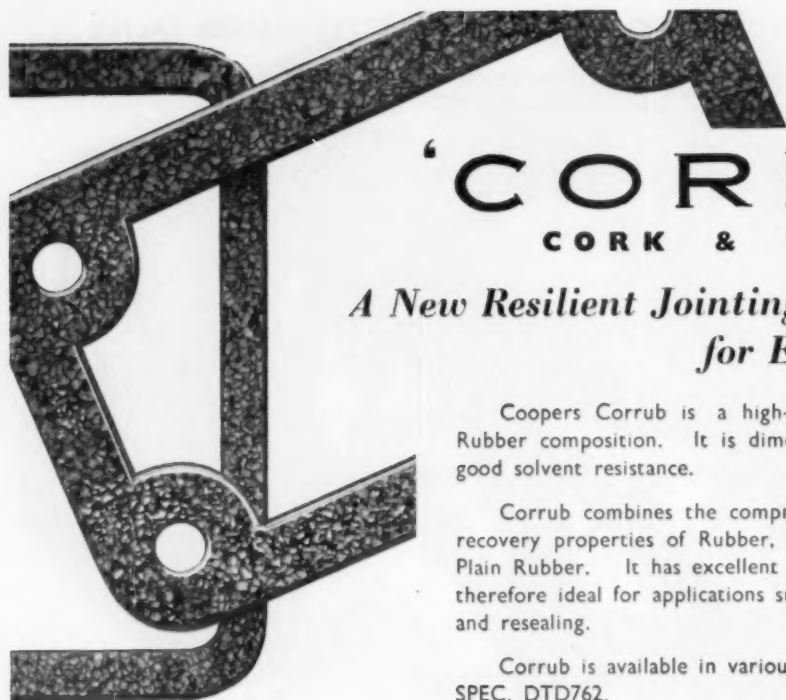 ‘COR
CORK &
A New Resilient Jointing
for E
Coopers Corrub is a high-
Rubber composition. It is dime
good solvent resistance.
Corrub combines the compr
recovery properties of Rubber,
Plain Rubber. It has excellent
therefore ideal for applications su
and resealing.
Corrub is available in variou
SPEC. DTD762.